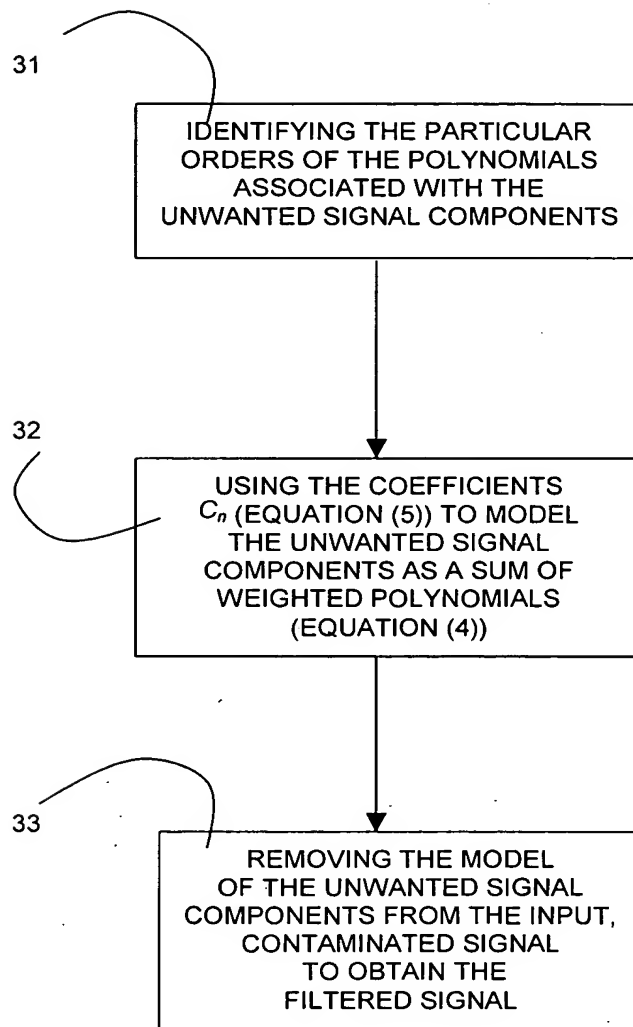 31
IDENTIFYING THE PARTICULAR
ORDERS OF THE POLYNOMIALS
ASSOCIATED WITH THE
UNWANTED SIGNAL COMPONENTS
32
USING THE COEFFICIENTS
Cn (EQUATION (5)) TO MODEL
THE UNWANTED SIGNAL
COMPONENTS AS A SUM OF
WEIGHTED POLYNOMIALS
(EQUATION (4))
33
REMOVING THE MODEL
OF THE UNWANTED SIGNAL
COMPONENTS FROM THE INPUT,
CONTAMINATED SIGNAL
TO OBTAIN THE
FILTERED SIGNAL